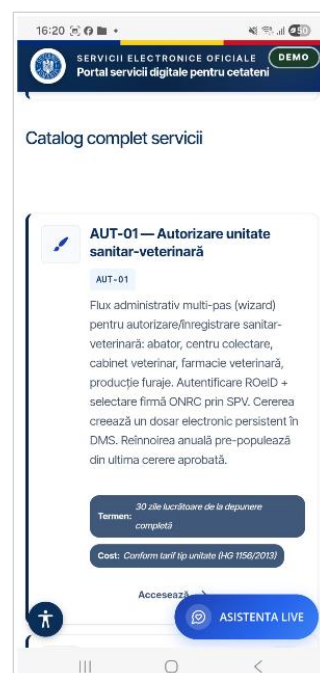 16:20
SERVICII ELECTRONICE OFICIALE
Portal servicii digitale pentru cetateni
DEMO
Catalog complet servicii
AUT-01 — Autorizare unitate
sanitar-veterinară
AUT-01
Flux administrativ multi-pas (wizard)
pentru autorizare/înregistrare sanitar-
veterinară: abator, centru colectare,
cabinet veterinar, farmacie veterinară,
producție furaje. Autentificare ROeID +
selectare firmă ONRC prin SPV. Cererea
creează un dosar electronic persistent în
DMS. Reînnoirea anuală pre-populează
din ultima cerere aprobată.
Termen: 30 zile lucrătoare de la depunere
completă
Cost: Conform tarif tip unitate (HG 1156/2013)
Accesează →
ASISTENTA LIVE